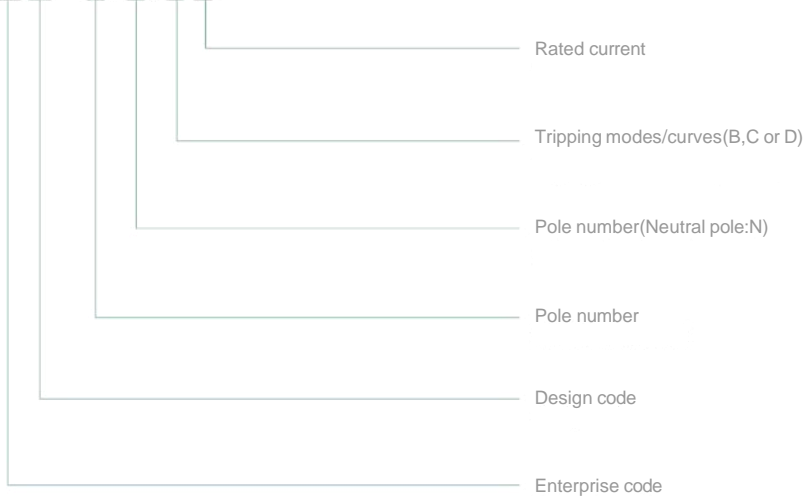 Rated current
Tripping modes/curves(B,C or D)
Pole number(Neutral pole:N)
Pole number
Design code
Enterprise code